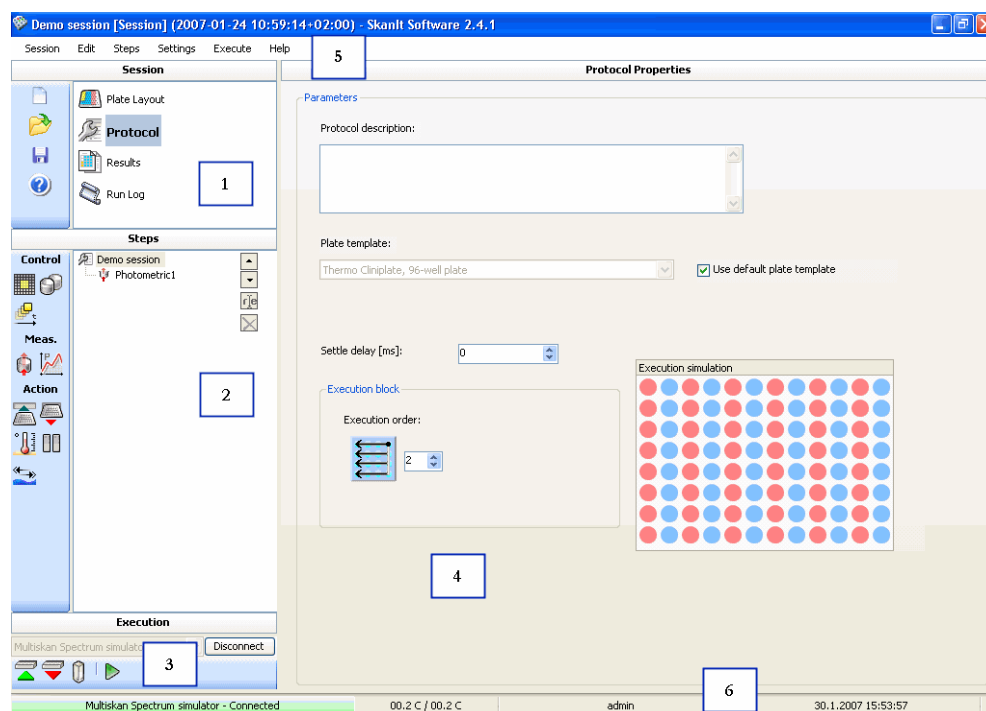 Demo session [Session] (2007-01-24 10:59:14+02:00) - SkanIt Software 2.4.1
Session Edit Steps Settings Execute Help
5
Session
Protocol Properties
Plate Layout
Protocol
Results
Run Log
1
Parameters
Protocol description:
Plate template:
Thermo Cliniplate, 96-well plate
Use default plate template
Steps
Control
Demo session
Photometric1
Meas.
Action
2
Settle delay [ms]:
0
Execution block
Execution order:
2
Execution simulation
4
Execution
Multiskan Spectrum simulator
Disconnect
3
6
Multiskan Spectrum simulator - Connected
00.2 C / 00.2 C
admin
30.1.2007 15:53:57